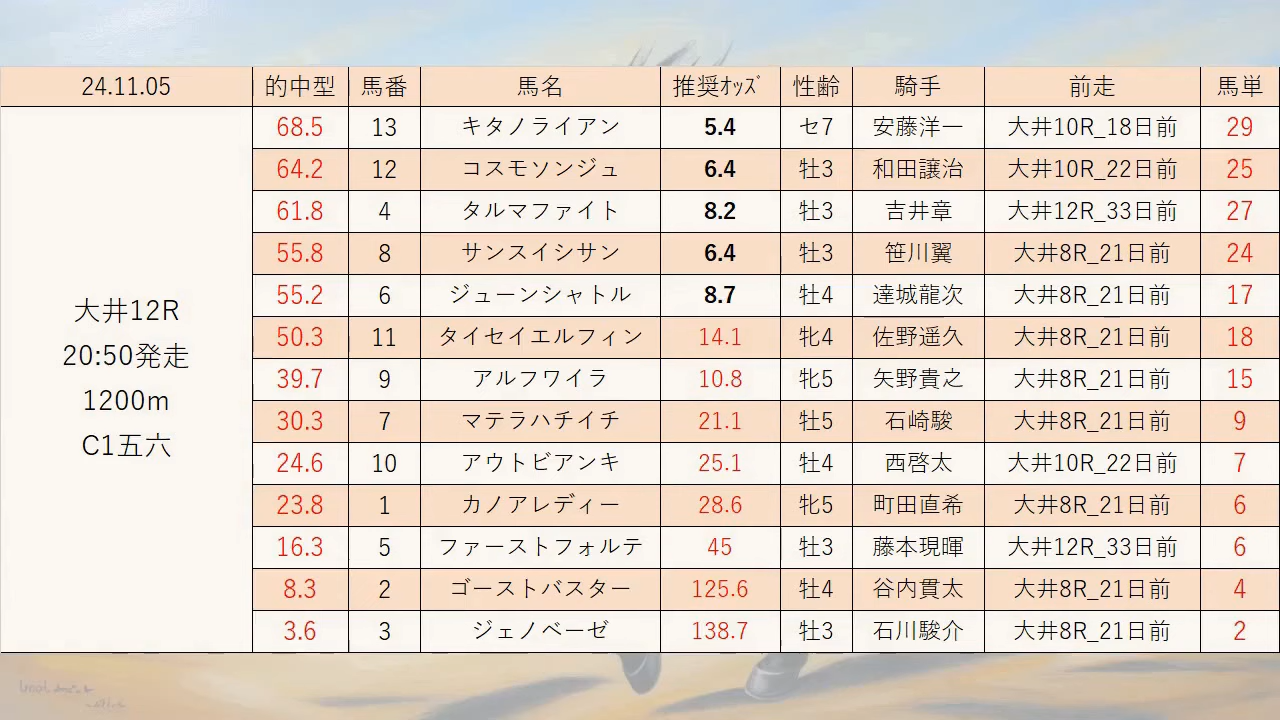 24.11.05 的中型 馬番 馬名 推奨ｵｯｽﾞ 性齢 騎手 前走 馬単
68.5 13 キタノライアン 5.4 セ7 安藤洋一 大井10R_18日前 29
64.2 12 コスモソンジュ 6.4 牡3 和田譲治 大井10R_22日前 25
61.8 4 タルマファイト 8.2 牡3 吉井章 大井12R_33日前 27
55.8 8 サンスイシサン 6.4 牡3 笹川翼 大井8R_21日前 24
55.2 6 ジューンシャトル 8.7 牡4 達城龍次 大井8R_21日前 17
50.3 11 タイセイエルフィン 14.1 牝4 佐野遥久 大井8R_21日前 18
39.7 9 アルフワイラ 10.8 牝5 矢野貴之 大井8R_21日前 15
30.3 7 マテラハチイチ 21.1 牡5 石崎駿 大井8R_21日前 9
24.6 10 アウトビアンキ 25.1 牡4 西啓太 大井10R_22日前 7
23.8 1 カノアレディー 28.6 牝5 町田直希 大井8R_21日前 6
16.3 5 ファーストフォルテ 45 牡3 藤本現暉 大井12R_33日前 6
8.3 2 ゴーストバスター 125.6 牡4 谷内貫太 大井8R_21日前 4
3.6 3 ジェノベーゼ 138.7 牡3 石川駿介 大井8R_21日前 2
大井12R
20:50発走
1200m
C1五六